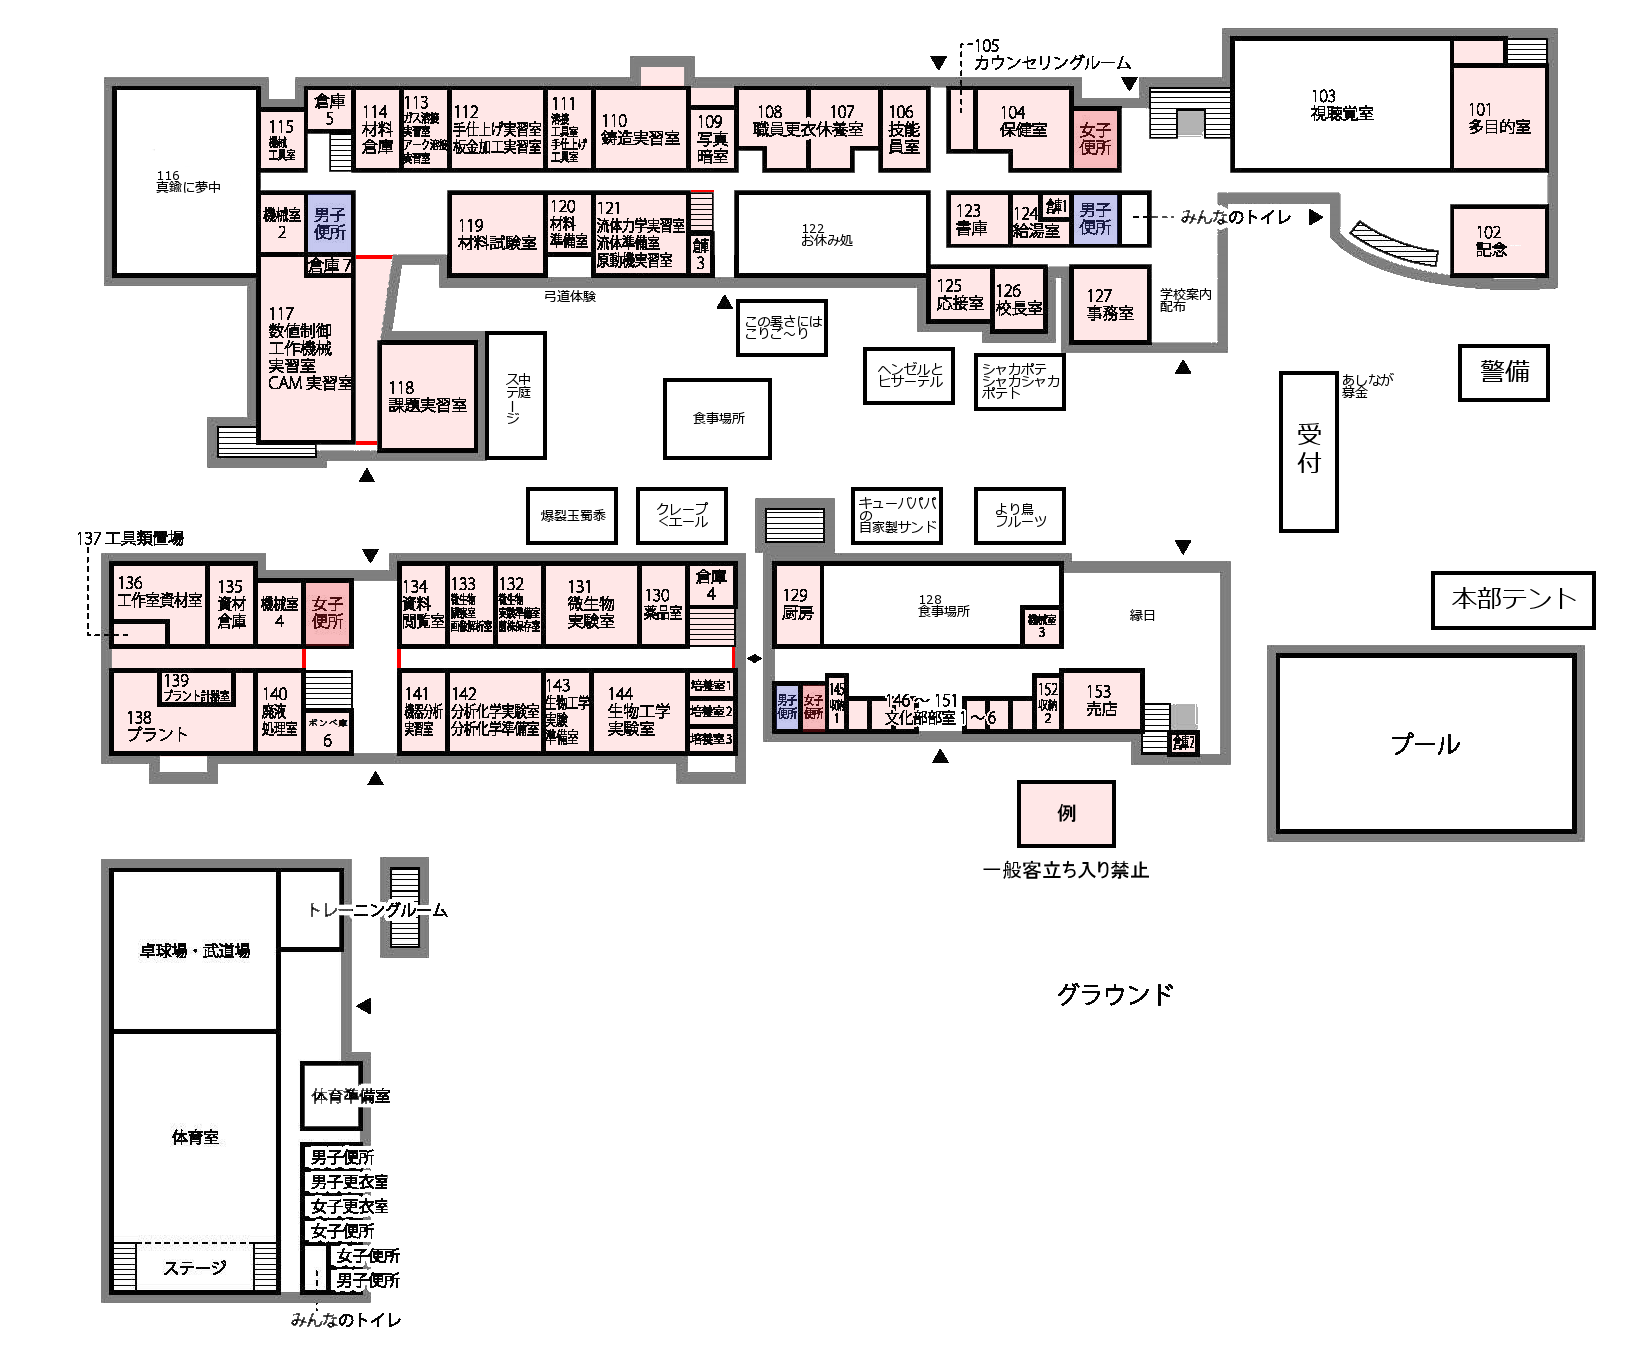 105
カウンセリングルーム
115
機械
工具室
倉庫
5
114
材料
倉庫
113
ガス溶接
実習室
アーク溶接
実習室
112
手仕上げ実習室
板金加工実習室
111
溶接
工具室
手仕上げ
工具室
110
鋳造実習室
109
写真
暗室
108
職員更衣休養室
107
106
技能
員室
104
保健室
女子
便所
103
視聴覚室
101
多目的室
116
真鍮に夢中
機械室
2
男子
便所
倉庫 7
119
材料試験室
120
材料
準備室
121
流体力学実習室
流体準備室
原動機実習室
倉庫
3
122
お休み処
123
書庫
124
給湯室
倉庫1
男子
便所
みんなのトイレ
102
記念
117
数値制御
工作機械
実習室
CAM 実習室
118
課題実習室
弓道体験
125
応接室
126
校長室
127
事務室
学校案内
配布
中庭
ステージ
この暑さには
こりご〜り
食事場所
ヘンゼルと
ヒサーテル
シャカポテ
シャカシャカ
ポテト
あしなが
募金
警備
受付
爆裂玉蜀黍
クレープ
くエール
キューパパパ
の
自家製サンド
より鳥
フルーツ
137 工具類置場
136
工作室資材室
135
資材
倉庫
機械室
4
女子
便所
134
資料
閲覧室
133
微生物
画像解析室
132
微生物
実験準備室
菌株保存室
131
微生物
実験室
130
薬品室
倉庫
4
129
厨房
128
食事場所
機械室
3
縁日
本部テント
139
プラント計器室
138
プラント
140
廃液
処理室
ボンベ庫
6
141
機器分析
実習室
142
分析化学実験室
分析化学準備室
143
生物工学
実験
準備室
144
生物工学
実験室
培養室 1
培養室 2
培養室 3
男子
便所
女子
便所
145
収納
1
146 〜 151
文化部部室 1 〜 6
152
収納
2
153
売店
倉庫2
プール
例
一般客立ち入り禁止
トレーニングルーム
卓球場・武道場
グラウンド
体育準備室
体育室
男子便所
男子更衣室
女子更衣室
女子便所
女子便所
男子便所
ステージ
みんなのトイレ